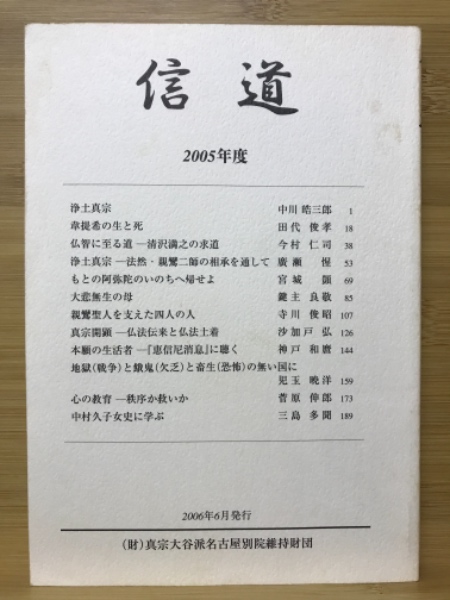 信道
2005年度
浄土真宗 中川皓三郎 1
韋提希の生と死 田代俊孝 18
仏智に至る道―清沢満之の求道 今村仁司 38
浄土真宗―法然・親鸞二師の相承を通して 廣瀬惺 53
もとの阿弥陀のいのちへ帰せよ 宮城顗 69
大悲無生の母 鍵主良敬 85
親鸞聖人を支えた四人の人 寺川俊昭 107
真宗開顕―仏法伝来と仏法土着 沙加戸弘 126
本願の生活者―『恵信尼消息』に聴く 神戸和麿 144
地獄(戦争)と餓鬼(欠乏)と畜生(恐怖)の無い国に
児玉暁洋 159
心の教育―秩序か救いか 菅原伸郎 173
中村久子女史に学ぶ 三島多聞 189
2006年6月発行
(財)真宗大谷派名古屋別院維持財団